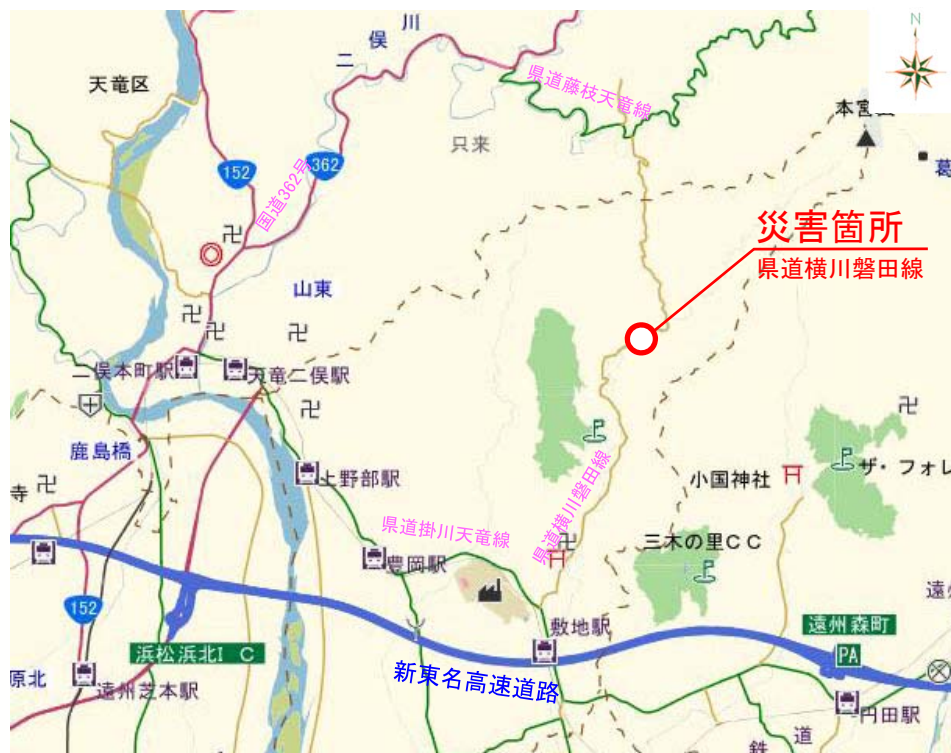 N
二俣川
天竜区
県道藤枝天竜線
本宮
只来
152
362
国道362号
葛
災害箇所
県道横川磐田線
山東
二俣本町駅
天竜二俣駅
鹿島橋
寺
上野部駅
小国神社
ザ・フォレ
県道掛川天竜線
県道横川磐田線
三木の里CC
豊岡駅
遠州
152
敷地駅
遠州森町
浜松浜北I C
PA
原北
遠州芝本駅
新東名高速道路
円田駅
鉄道